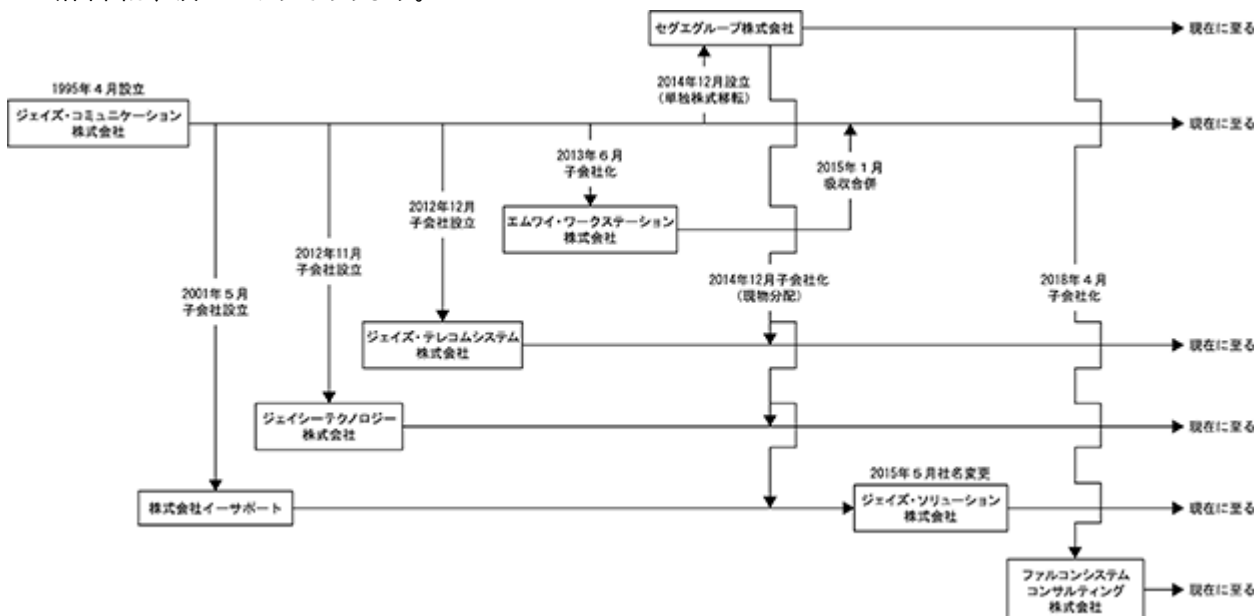 セグエグループ株式会社
現在に至る
1995年4月設立
2014年12月設立
(単独株式移転)
ジェイズ・コミュニケーション
株式会社
現在に至る
2013年6月
子会社化
2015年1月
吸収合併
2012年12月
子会社設立
エムワイ・ワークステーション
株式会社
2012年11月
子会社設立
2014年12月子会社化
(現物分配)
2018年4月
子会社化
2001年5月
子会社設立
ジェイズ・テレコムシステム
株式会社
現在に至る
ジェイシーテクノロジー
株式会社
現在に至る
2015年5月社名変更
株式会社イーサポート
ジェイズ・ソリューション
株式会社
現在に至る
ファルコンシステム
コンサルティング
株式会社
現在に至る